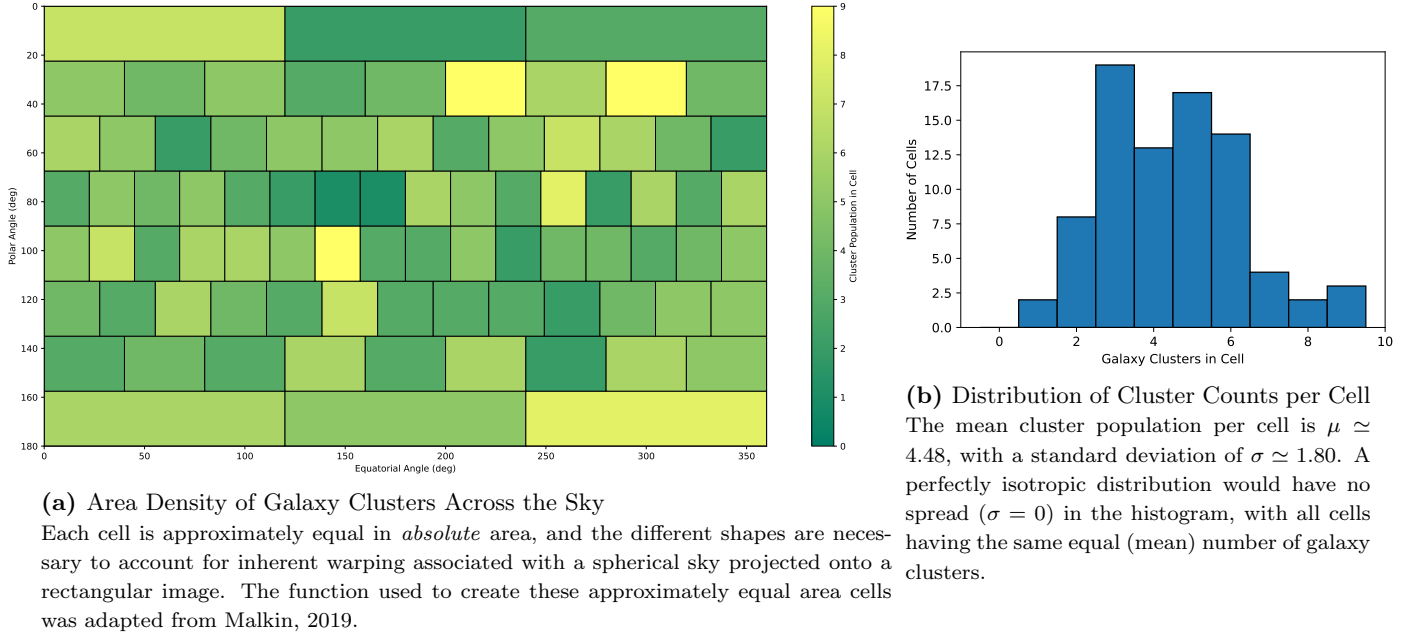 0
20
40
60
80
100
120
140
160
180
Polar Angle (deg)
0
50
100
150
200
250
300
350
Equatorial Angle (deg)
9
8
7
6
5
4
3
2
1
0
Cluster Population in Cell
(a) Area Density of Galaxy Clusters Across the Sky
Each cell is approximately equal in absolute area, and the different shapes are neces-
sary to account for inherent warping associated with a spherical sky projected onto a
rectangular image. The function used to create these approximately equal area cells
was adapted from Malkin, 2019.
17.5
15.0
12.5
10.0
7.5
5.0
2.5
0.0
Number of Cells
0
2
4
6
8
10
Galaxy Clusters in Cell
(b) Distribution of Cluster Counts per Cell
The mean cluster population per cell is μ ≃
4.48, with a standard deviation of σ ≃ 1.80. A
perfectly isotropic distribution would have no
spread (σ = 0) in the histogram, with all cells
having the same equal (mean) number of galaxy
clusters.